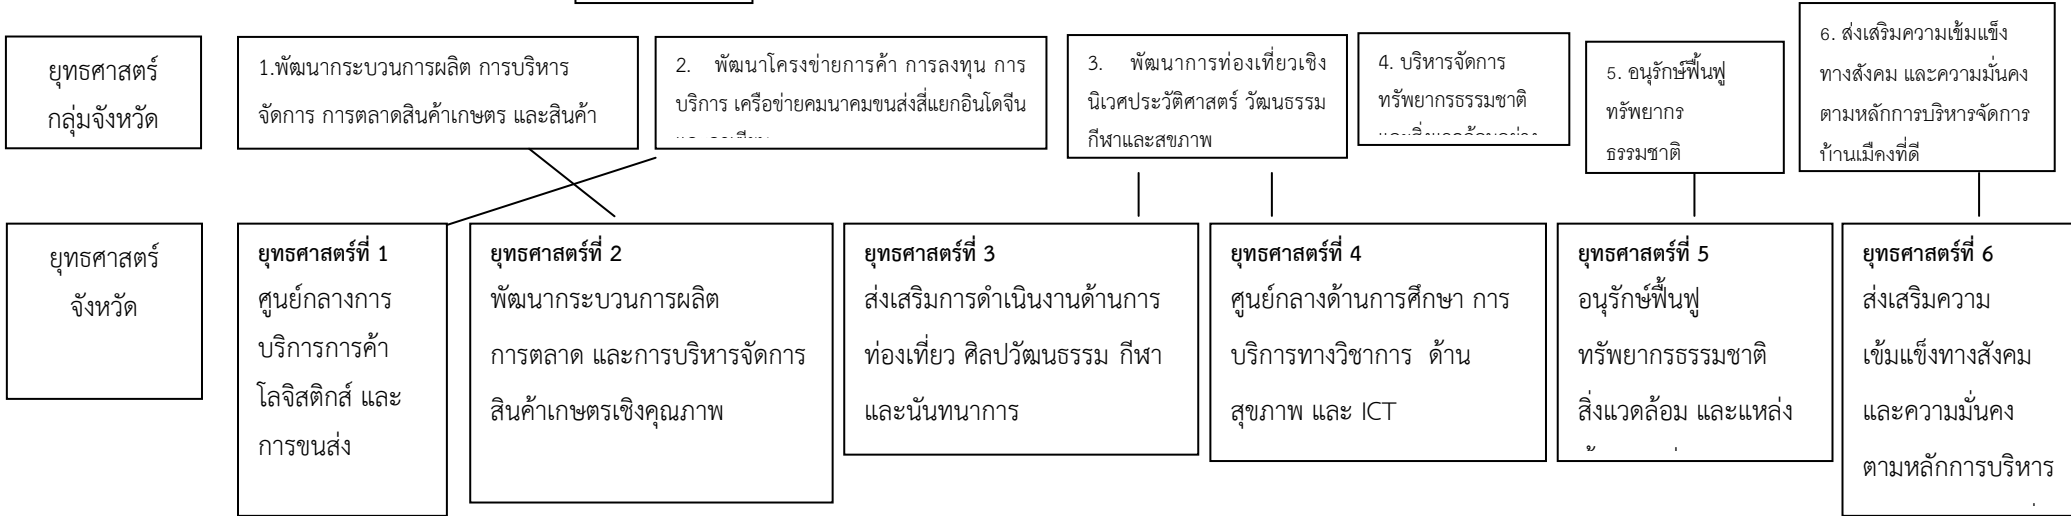 ยุทธศาสตร์
กลุ่มจังหวัด
1.พัฒนากระบวนการผลิต การบริหาร
จัดการ การตลาดสินค้าเกษตร และสินค้า
2. พัฒนาโครงข่ายการค้า การลงทุน การ
บริการ เครือข่ายคมนาคมขนส่งสี่แยกอินโดจีน
3. พัฒนาการท่องเที่ยวเชิง
นิเวศประวัติศาสตร์ วัฒนธรรม
กีฬาและสุขภาพ
4. บริหารจัดการ
ทรัพยากรธรรมชาติ
และสิ่งแวดล้อมอย่าง
5. อนุรักษ์ฟื้นฟู
ทรัพยากร
ธรรมชาติ
6. ส่งเสริมความเข้มแข็ง
ทางสังคม และความมั่นคง
ตามหลักการบริหารจัดการ
บ้านเมืองที่ดี
ยุทธศาสตร์
จังหวัด
ยุทธศาสตร์ที่ 1
ศูนย์กลางการ
บริการการค้า
โลจิสติกส์ และ
การขนส่ง
ยุทธศาสตร์ที่ 2
พัฒนากระบวนการผลิต
การตลาด และการบริหารจัดการ
สินค้าเกษตรเชิงคุณภาพ
ยุทธศาสตร์ที่ 3
ส่งเสริมการดำเนินงานด้านการ
ท่องเที่ยว ศิลปวัฒนธรรม กีฬา
และนันทนาการ
ยุทธศาสตร์ที่ 4
ศูนย์กลางด้านการศึกษา การ
บริการทางวิชาการ ด้าน
สุขภาพ และ ICT
ยุทธศาสตร์ที่ 5
อนุรักษ์ฟื้นฟู
ทรัพยากรธรรมชาติ
สิ่งแวดล้อม และแหล่ง
ยุทธศาสตร์ที่ 6
ส่งเสริมความ
เข้มแข็งทางสังคม
และความมั่นคง
ตามหลักการบริหาร